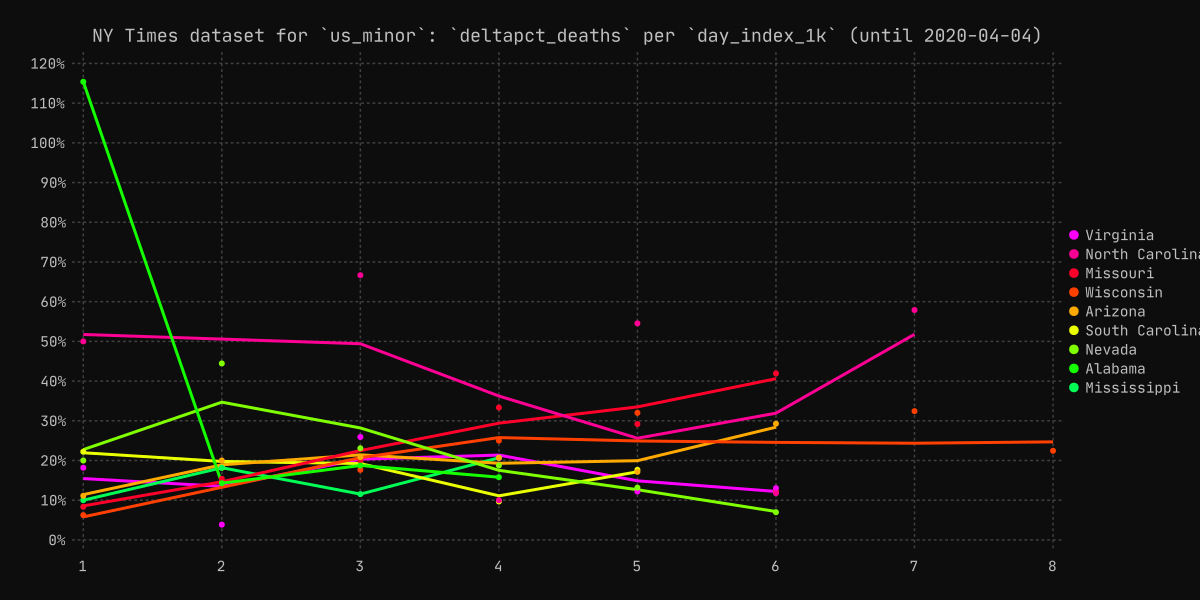 NY Times dataset for `us_minor`: `deltapct_deaths` per `day_index_1k` (until 2020-04-04)
120%
110%
100%
90%
80%
70%
60%
50%
40%
30%
20%
10%
0%
1 2 3 4 5 6 7 8
Virginia
North Carolina
Missouri
Wisconsin
Arizona
South Carolina
Nevada
Alabama
Mississippi